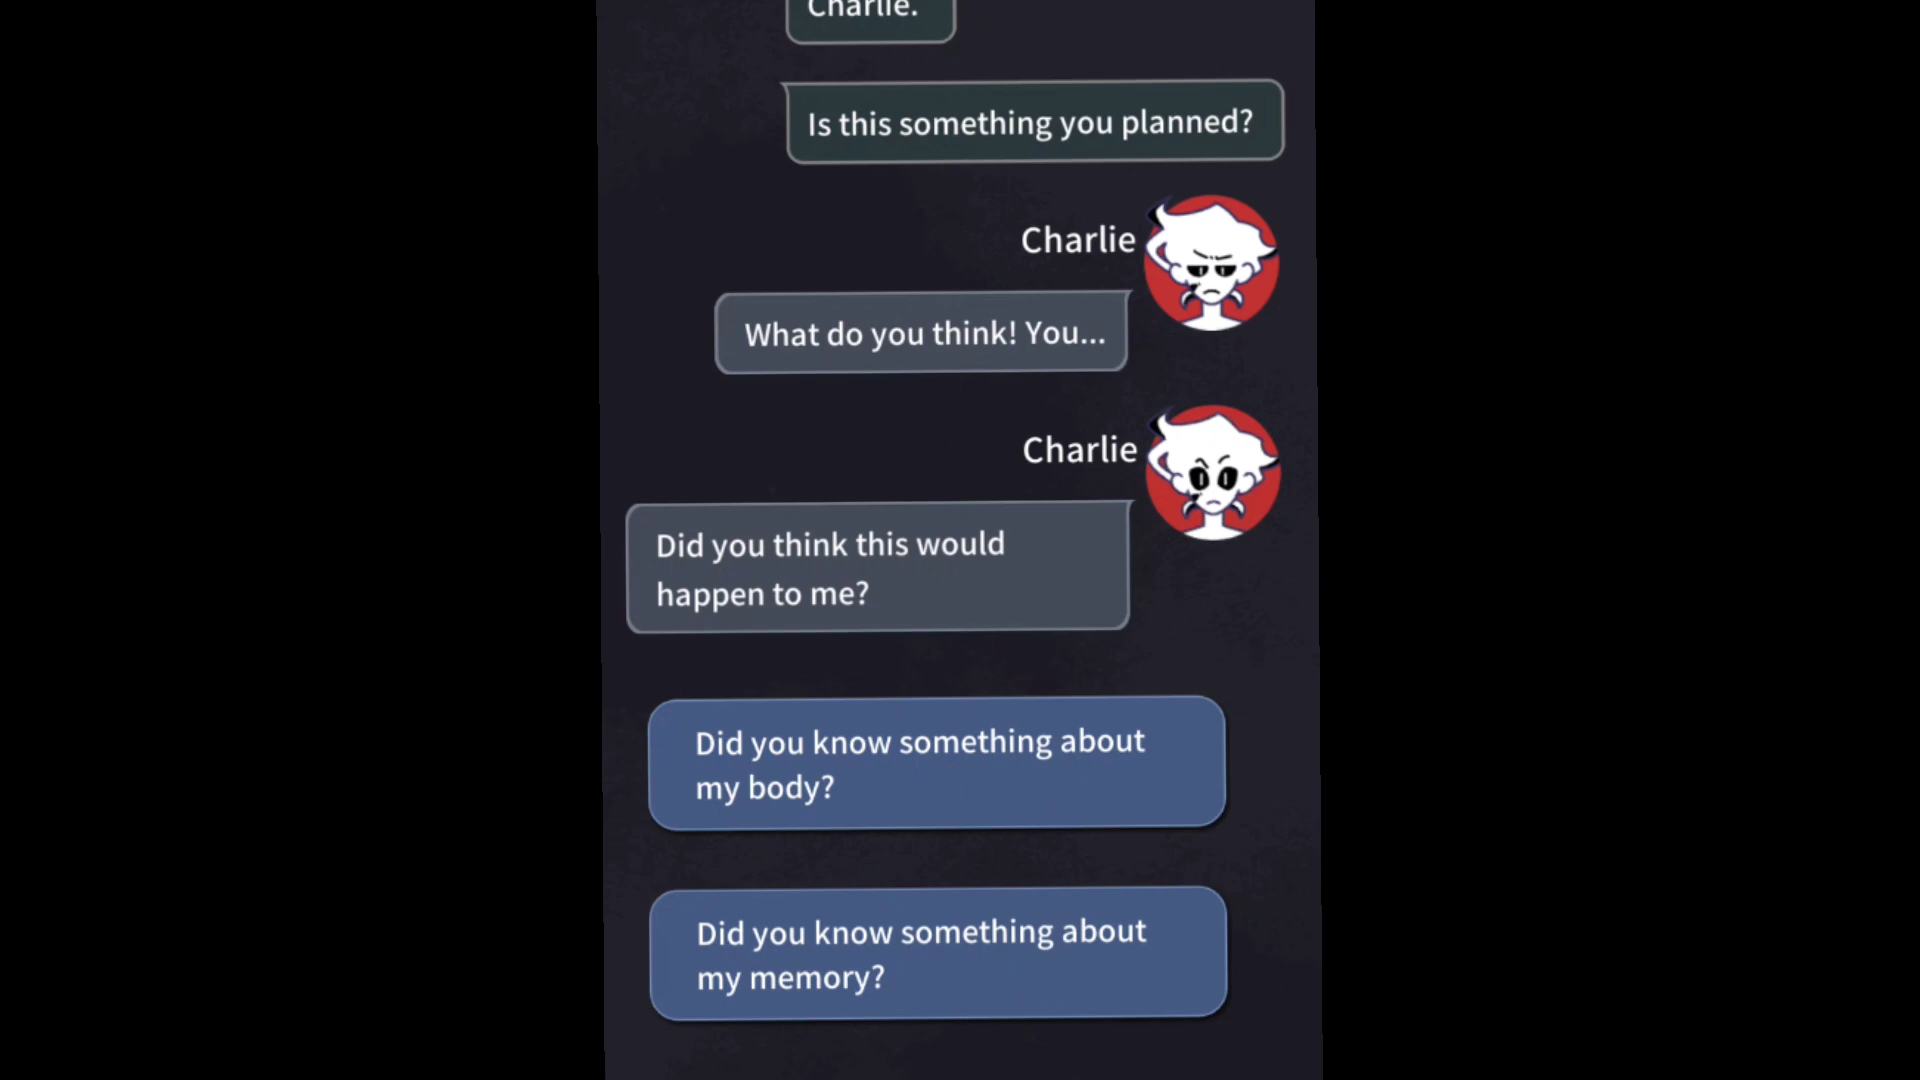 Charlie.
Is this something you planned?
Charlie
What do you think! You...
Charlie
Did you think this would
happen to me?
Did you know something about
my body?
Did you know something about
my memory?